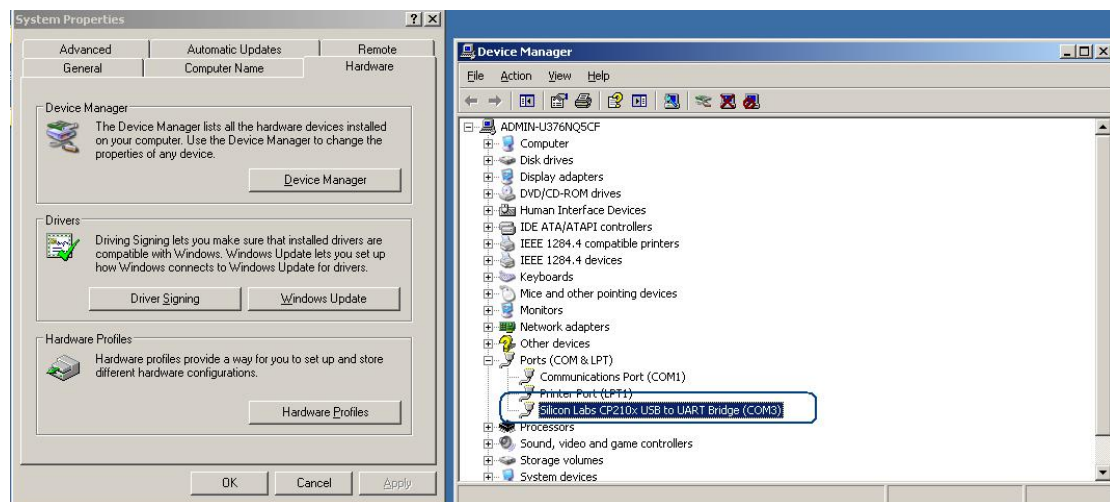 System Properties
Advanced
Automatic Updates
Remote
General
Computer Name
Hardware
Device Manager
The Device Manager lists all the hardware devices installed
on your computer. Use the Device Manager to change the
properties of any device.
Device Manager
Drivers
Driving Signing lets you make sure that installed drivers are
compatible with Windows. Windows Update lets you set up
how Windows connects to Windows Update for drivers.
Driver Signing
Windows Update
Hardware Profiles
Hardware profiles provide a way for you to set up and store
different hardware configurations.
Hardware Profiles
OK
Cancel
Apply
Device Manager
File Action View Help
ADMIN-U376NQ5CF
Computer
Disk drives
Display adapters
DVD/CD-ROM drives
Human Interface Devices
IDE ATA/ATAPI controllers
IEEE 1284.4 compatible printers
IEEE 1284.4 devices
Keyboards
Mice and other pointing devices
Monitors
Network adapters
Other devices
Ports (COM & LPT)
Communications Port (COM1)
Printer Port (LPT1)
Silicon Labs CP210x USB to UART Bridge (COM3)
Processors
Sound, video and game controllers
Storage volumes
System devices